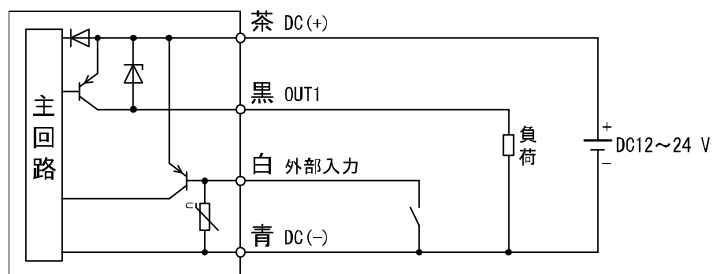 茶 DC(+)
主回路
黒 OUT1
負荷
+
DC12～24 V
−
白 外部入力
青 DC(−)